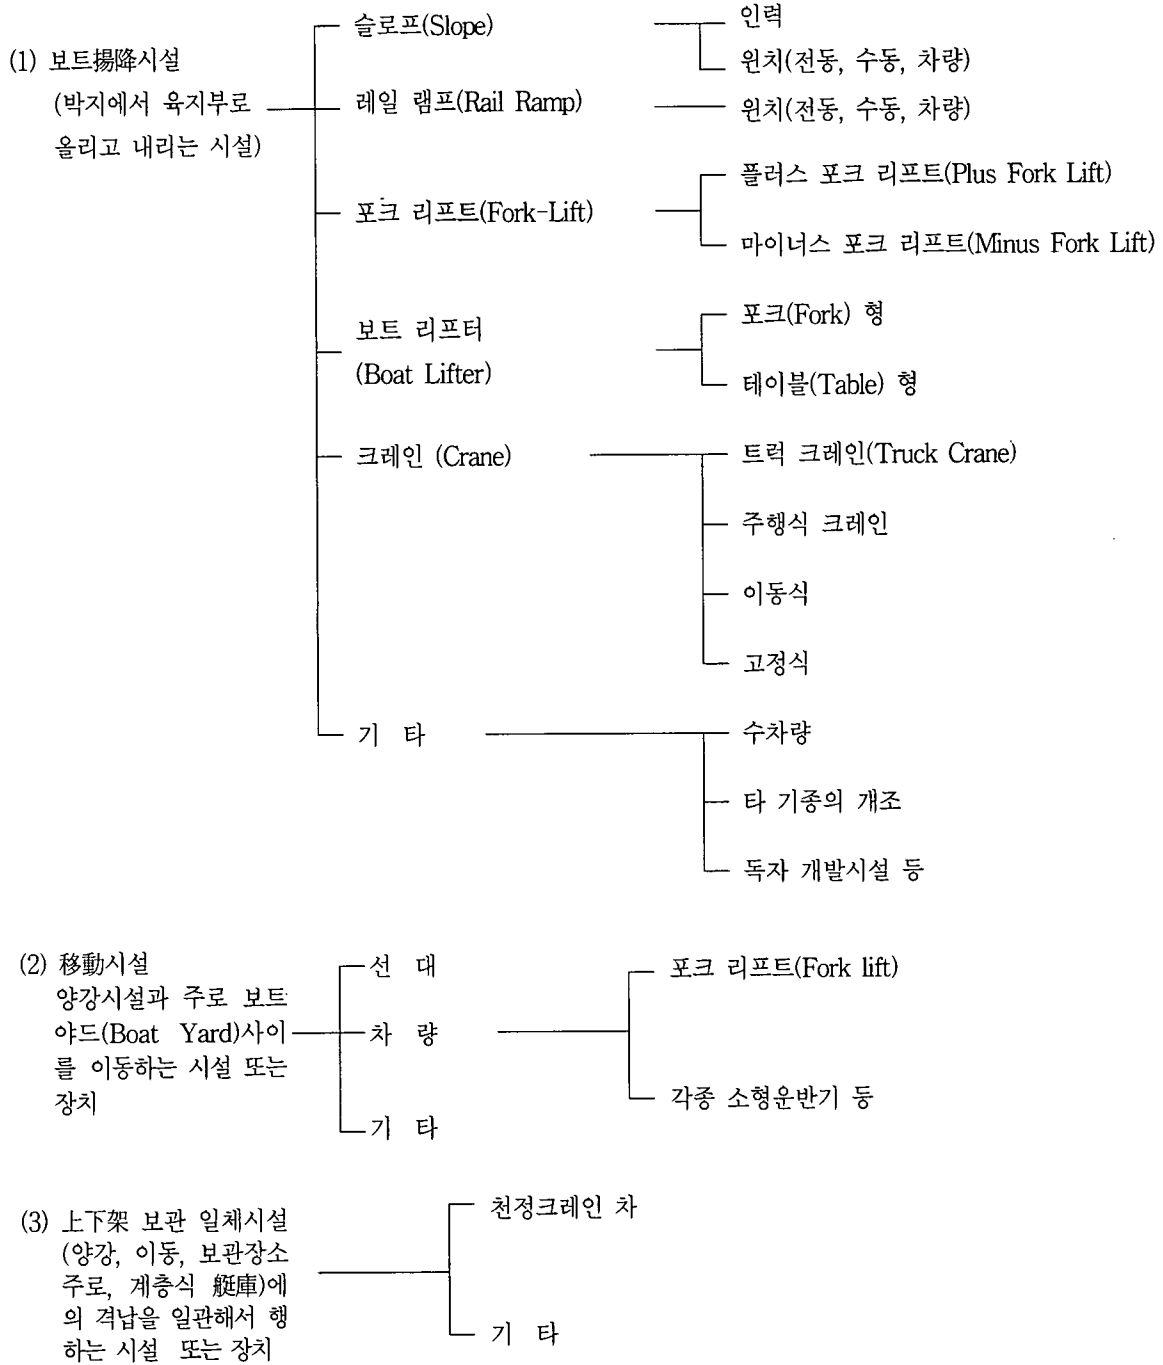 슬로프(Slope)
인력
(1) 보트揚降시설
윈치(전동, 수동, 차량)
(박지에서 육지부로
레일 램프(Rail Ramp)
윈치(전동, 수동, 차량)
올리고 내리는 시설)
플러스 포크 리프트(Plus Fork Lift)
포크 리프트(Fork-Lift)
마이너스 포크 리프트(Minus Fork Lift)
포크(Fork) 형
보트 리프터
(Boat Lifter)
테이블(Table) 형
크레인 (Crane)
트럭 크레인(Truck Crane)
주행식 크레인
이동식
고정식
기 타
수차량
타 기종의 개조
독자 개발시설 등
(2) 移動시설
선 대
포크 리프트(Fork lift)
양강시설과 주로 보트
야드(Boat Yard)사이
차 량
를 이동하는 시설 또는
장치
각종 소형운반기 등
기 타
천정크레인 차
(3) 上下架 보관 일체시설
(양강, 이동, 보관장소
주로, 계층식 艇庫)에
의 격납을 일관해서 행
기 타
하는 시설 또는 장치